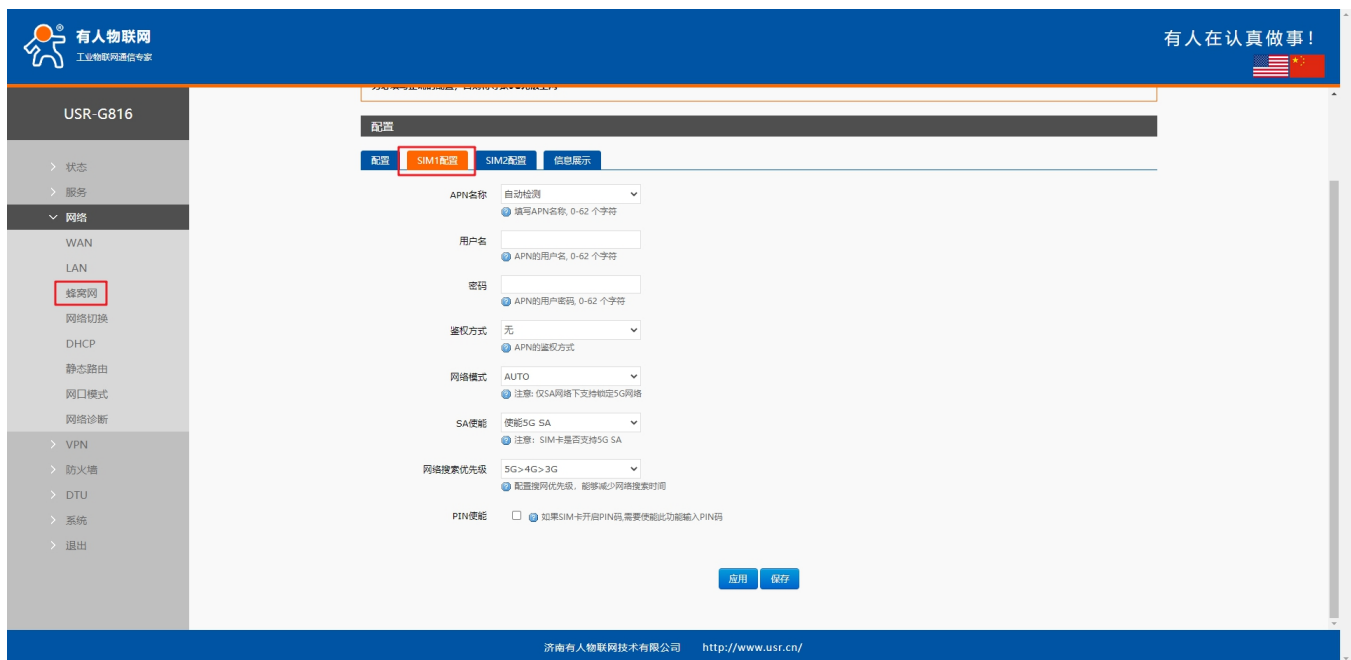 有人物联网
工业物联网通信专家
有人在认真做事!
USR-G816
状态
服务
网络
WAN
LAN
蜂窝网
网络切换
DHCP
静态路由
网口模式
网络诊断
VPN
防火墙
DTU
系统
退出
配置
配置 SIM1配置 SIM2配置 信息展示
APN名称 自动检测
填写APN名称, 0-62 个字符
用户名
APN的用户名, 0-62 个字符
密码
APN的用户密码, 0-62 个字符
鉴权方式 无
APN的鉴权方式
网络模式 AUTO
注意: 仅SA网络下支持锁定5G网络
SA使能 使能5G SA
注意：SIM卡是否支持5G SA
网络搜索优先级 5G>4G>3G
配置搜网优先级，能够减少网络搜索时间
PIN使能 如果SIM卡开启PIN码,需要使能此功能输入PIN码
应用 保存
济南有人物联网技术有限公司 http://www.usr.cn/